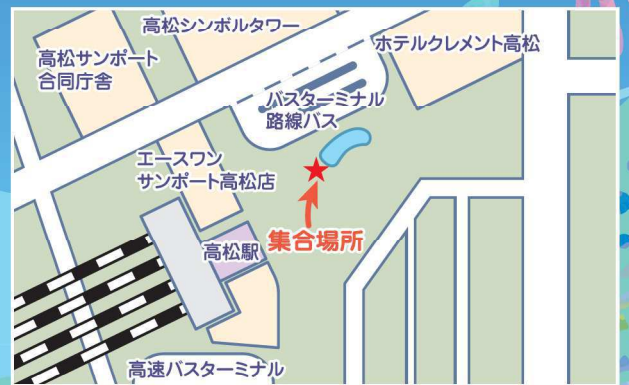 高松シンボルタワー
ホテルクレメント高松
高松サンポート
合同庁舎
バスターミナル
路線バス
エースワン
サンポート高松店
集合場所
高松駅
高速バスターミナル